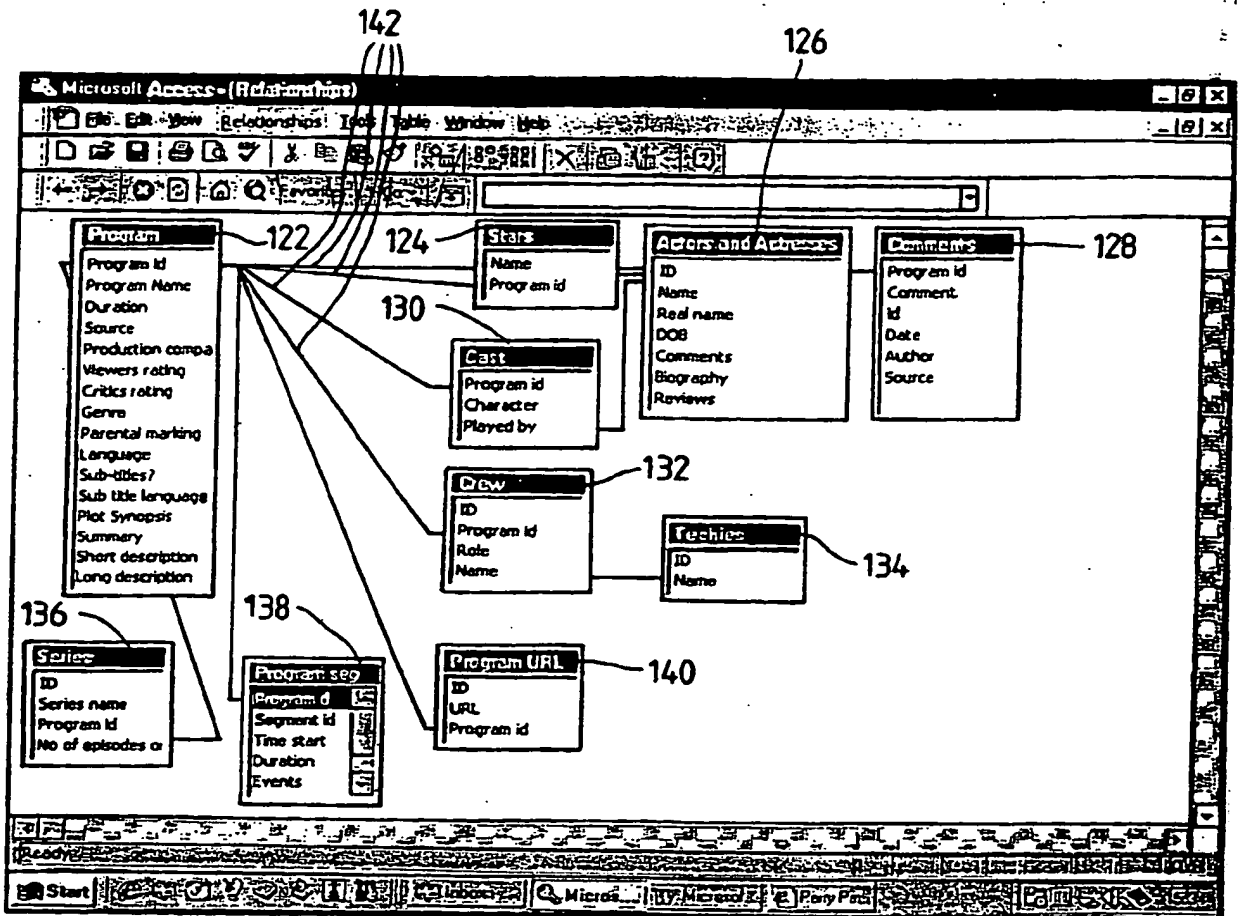 142
126
Microsoft Access - (Relationships)
File Edit View Relationships Tools Table Window Help
Program
122
Program Id
Program Name
Duration
Source
Production compa
Viewers rating
Critics rating
Genre
Parental marking
Language
Sub-titles?
Sub title language
Plot Synopsis
Summary
Short description
Long description
124
Stars
Name
Program id
Actors and Actresses
ID
Name
Real name
DOB
Comments
Biography
Reviews
Comments
128
Program id
Comment
Id
Date
Author
Source
130
Cast
Program id
Character
Played by
132
Crew
ID
Program id
Role
Name
Techies
134
ID
Name
136
Series
ID
Series name
Program Id
No of episodes or
138
Program seg
Program d
Segment id
Time start
Duration
Events
Program URL
140
ID
URL
Program id
Ready
Start
Inbox
Micros...